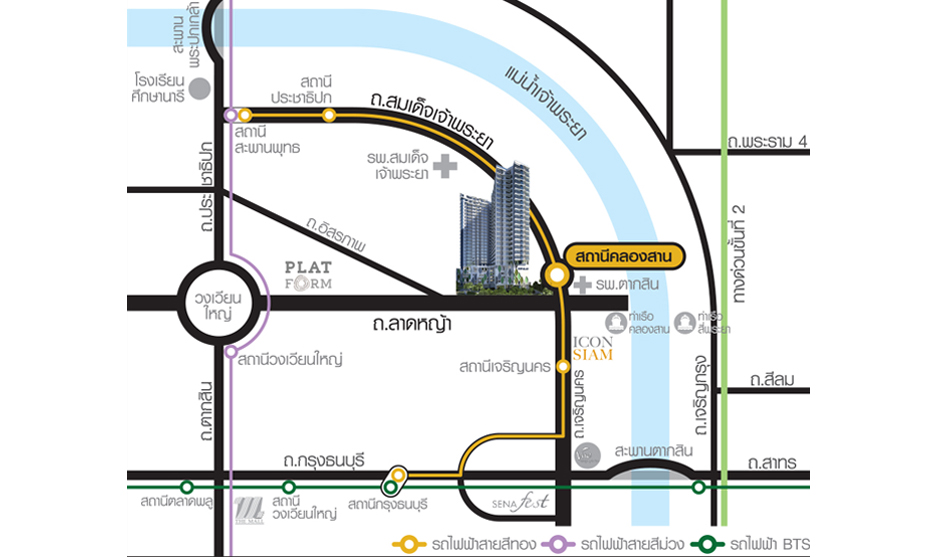 สะพาน
พระปกเกล้า
โรงเรียน
ศึกษานารี
สถานี
ประชาธิปก
ถ.สมเด็จเจ้าพระยา
แม่น้ำเจ้าพระยา
ถ.พระราม 4
สถานี
สะพานพุทธ
รพ.สมเด็จ
เจ้าพระยา
ถ.ประชาธิปก
ถ.อิสรภาพ
ทางด่วนขั้นที่ 2
สถานีคลองสาน
PLAT
FORM
รพ.ตากสิน
วงเวียน
ใหญ่
ถ.ลาดหญ้า
ท่าเรือ
คลองสาน
ท่าเรือ
สี่พระยา
ICON
SIAM
สถานีวงเวียนใหญ่
สถานีเจริญนคร
ถ.เจริญนคร
ถ.เจริญกรุง
ถ.สีลม
ถ.ตากสิน
ถ.กรุงธนบุรี
สะพานตากสิน
ถ.สาทร
สถานีตลาดพลู
THE MALL
สถานี
วงเวียนใหญ่
สถานีกรุงธนบุรี
SENA fest
รถไฟฟ้าสายสีทอง
รถไฟฟ้าสายสีม่วง
รถไฟฟ้า BTS